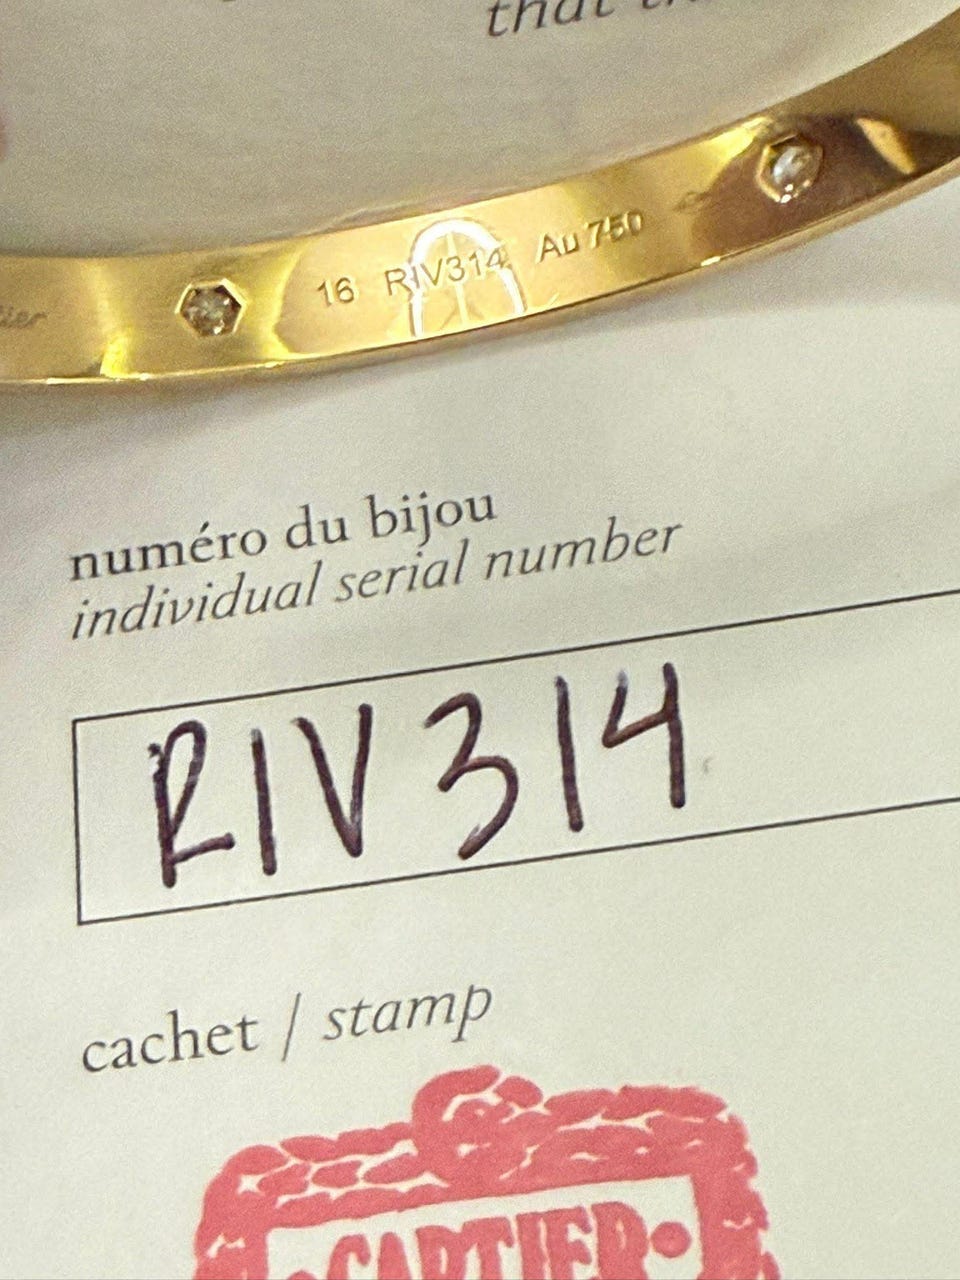 that
16 RIV314 Au 750
numéro du bijou
individual serial number
RIV314
cachet / stamp
CARTIER